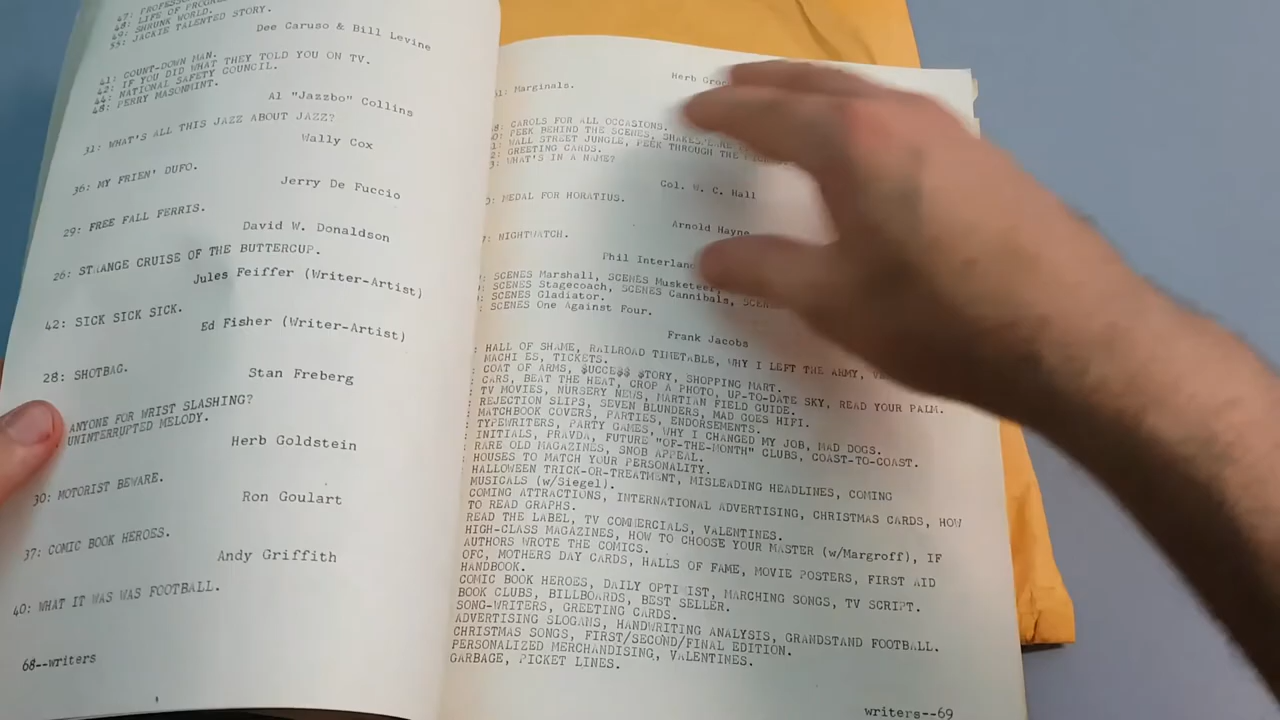 47: PROFESS
48: LIFE OF PROGRE
49: SHRUNK WORLD.
55: JACKIE TALENTED STORY.
Dee Caruso & Bill Levine
41: COUNT-DOWN MAN.
42: IF YOU DID WHAT THEY TOLD YOU ON TV.
44: NATIONAL SAFETY COUNCIL.
48: PERRY MASONMINT.
Al "Jazzbo" Collins
31: WHAT'S ALL THIS JAZZ ABOUT JAZZ?
Wally Cox
36: MY FRIEN' DUFO.
Jerry De Fuccio
29: FREE FALL FERRIS.
David W. Donaldson
26: STRANGE CRUISE OF THE BUTTERCUP.
Jules Feiffer (Writer-Artist)
42: SICK SICK SICK.
Ed Fisher (Writer-Artist)
28: SHOTBAG.
Stan Freberg
ANYONE FOR WRIST SLASHING?
UNINTERRUPTED MELODY.
Herb Goldstein
30: MOTORIST BEWARE.
Ron Goulart
37: COMIC BOOK HEROES.
Andy Griffith
40: WHAT IT WAS WAS FOOTBALL.
68--writers
Herb
51: Marginals.
8: CAROLS FOR ALL OCCASIONS.
0: PEEK BEHIND THE SCENES,
1: WALL STREET JUNGLE, PEEK THROUGH THE
2: GREETING CARDS.
3: WHAT'S IN A NAME?
Col. W. C. Hall
0: MEDAL FOR HORATIUS.
Arnold Hayne
7: NIGHTWATCH.
Phil Interlan
: SCENES Marshall, SCENES Musketeer,
: SCENES Stagecoach, SCENES Cannibals,
: SCENES Gladiator.
SCENES One Against Four.
Frank Jacobs
: HALL OF SHAME, RAILROAD TIMETABLE, WHY I LEFT THE ARMY,
MACHI ES, TICKETS.
: COAT OF ARMS, $UCCE$$ $TORY, SHOPPING MART.
: CARS, BEAT THE HEAT, CROP A PHOTO, UP-TO-DATE SKY, READ YOUR PALM.
: TV MOVIES, NURSERY NEWS, MARTIAN FIELD GUIDE.
: REJECTION SLIPS, SEVEN BLUNDERS, MAD GOES HIFI.
: MATCHBOOK COVERS, PARTIES, ENDORSEMENTS.
: TYPEWRITERS, PARTY GAMES, WHY I CHANGED MY JOB, MAD DOGS.
: INITIALS, PRAVDA, FUTURE "OF-THE-MONTH" CLUBS, COAST-TO-COAST.
: RARE OLD MAGAZINES, SNOB APPEAL.
HOUSES TO MATCH YOUR PERSONALITY.
HALLOWEEN TRICK-OR-TREATMENT, MISLEADING HEADLINES, COMING
MUSICALS (w/Siegel).
COMING ATTRACTIONS, INTERNATIONAL ADVERTISING, CHRISTMAS CARDS, HOW
TO READ GRAPHS.
READ THE LABEL, TV COMMERCIALS, VALENTINES.
HIGH-CLASS MAGAZINES, HOW TO CHOOSE YOUR MASTER (w/Margroff), IF
AUTHORS WROTE THE COMICS.
OFC, MOTHERS DAY CARDS, HALLS OF FAME, MOVIE POSTERS, FIRST AID
HANDBOOK.
COMIC BOOK HEROES, DAILY OPTI IST, MARCHING SONGS, TV SCRIPT.
BOOK CLUBS, BILLBOARDS, BEST SELLER.
SONG-WRITERS, GREETING CARDS.
ADVERTISING SLOGANS, HANDWRITING ANALYSIS, GRANDSTAND FOOTBALL.
CHRISTMAS SONGS, FIRST/SECOND/FINAL EDITION.
PERSONALIZED MERCHANDISING, VALENTINES.
GARBAGE, PICKET LINES.
writers--69